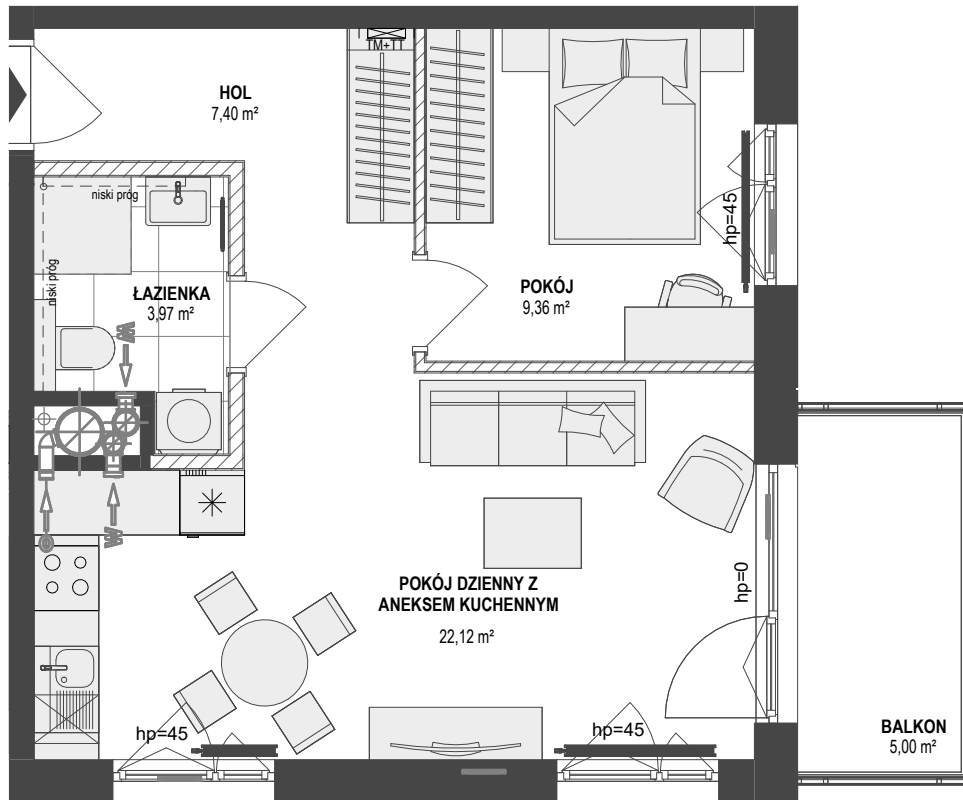 TM+TT
HOL
7,40 m²
niski próg
hp=45
niski próg
ŁAZIENKA
3,97 m²
POKÓJ
9,36 m²
W
O
W
hp=0
POKÓJ DZIENNY Z
ANEKSEM KUCHENNYM
22,12 m²
hp=45
hp=45
BALKON
5,00 m²